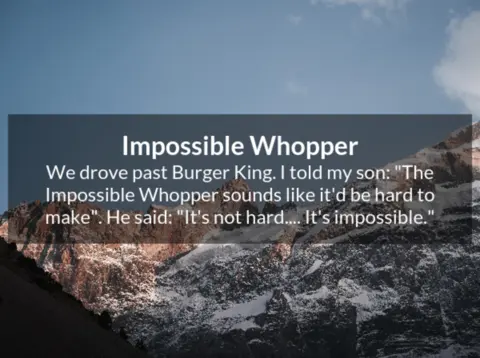 Impossible Whopper
We drove past Burger King. I told my son: "The
Impossible Whopper sounds like it'd be hard to
make". He said: "It's not hard.... It's impossible."